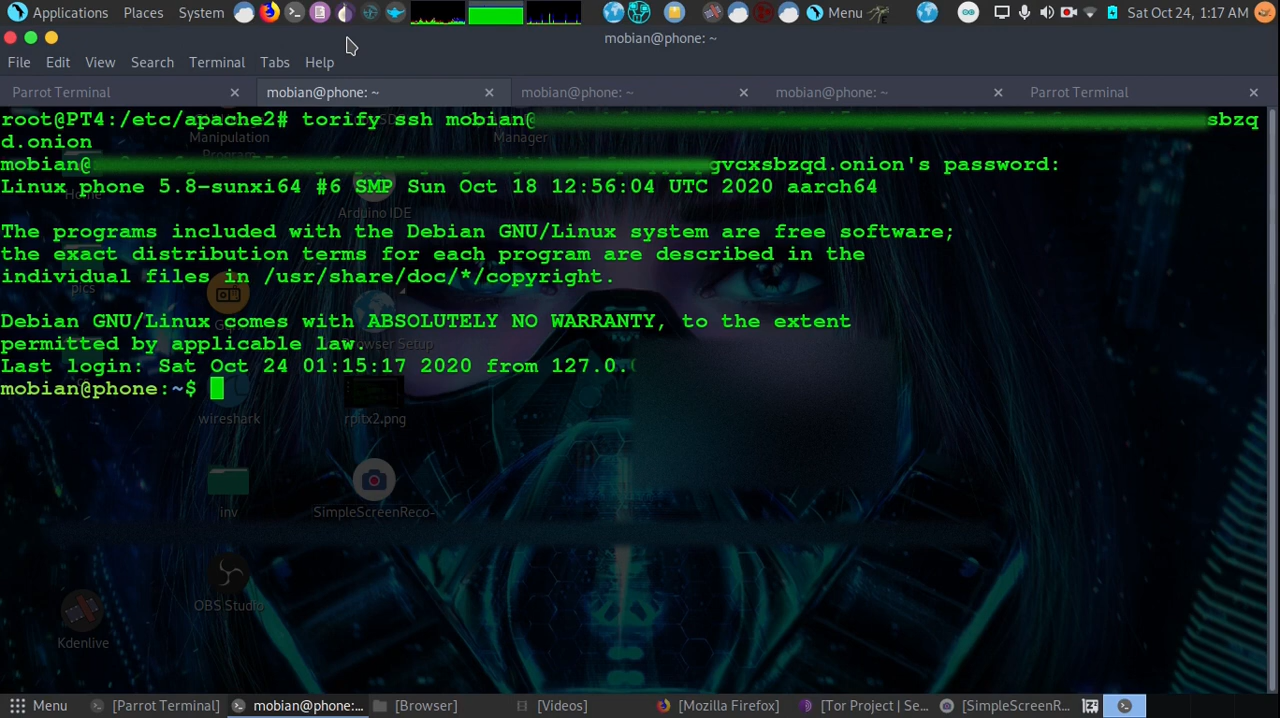 Applications Places System Menu Sat Oct 24, 1:17 AM
mobian@phone: ~
File Edit View Search Terminal Tabs Help
Parrot Terminal mobian@phone: ~ mobian@phone: ~ mobian@phone: ~ Parrot Terminal
root@PT4:/etc/apache2# torify ssh mobian@ sbzq
d.onion
mobian@ gvcxsbzqd.onion's password:
Linux phone 5.8-sunxi64 #6 SMP Sun Oct 18 12:56:04 UTC 2020 aarch64
The programs included with the Debian GNU/Linux system are free software;
the exact distribution terms for each program are described in the
individual files in /usr/share/doc/*/copyright.
Debian GNU/Linux comes with ABSOLUTELY NO WARRANTY, to the extent
permitted by applicable law.
Last login: Sat Oct 24 01:15:17 2020 from 127.0.
mobian@phone:~$
Manipulation
Manager
Arduino IDE
pics
wireshark
rpitx2.png
inv
SimpleScreenReco-
OBS Studio
Kdenlive
Menu [Parrot Terminal] mobian@phone:... [Browser] [Videos] [Mozilla Firefox] [Tor Project | Se... [SimpleScreenR...